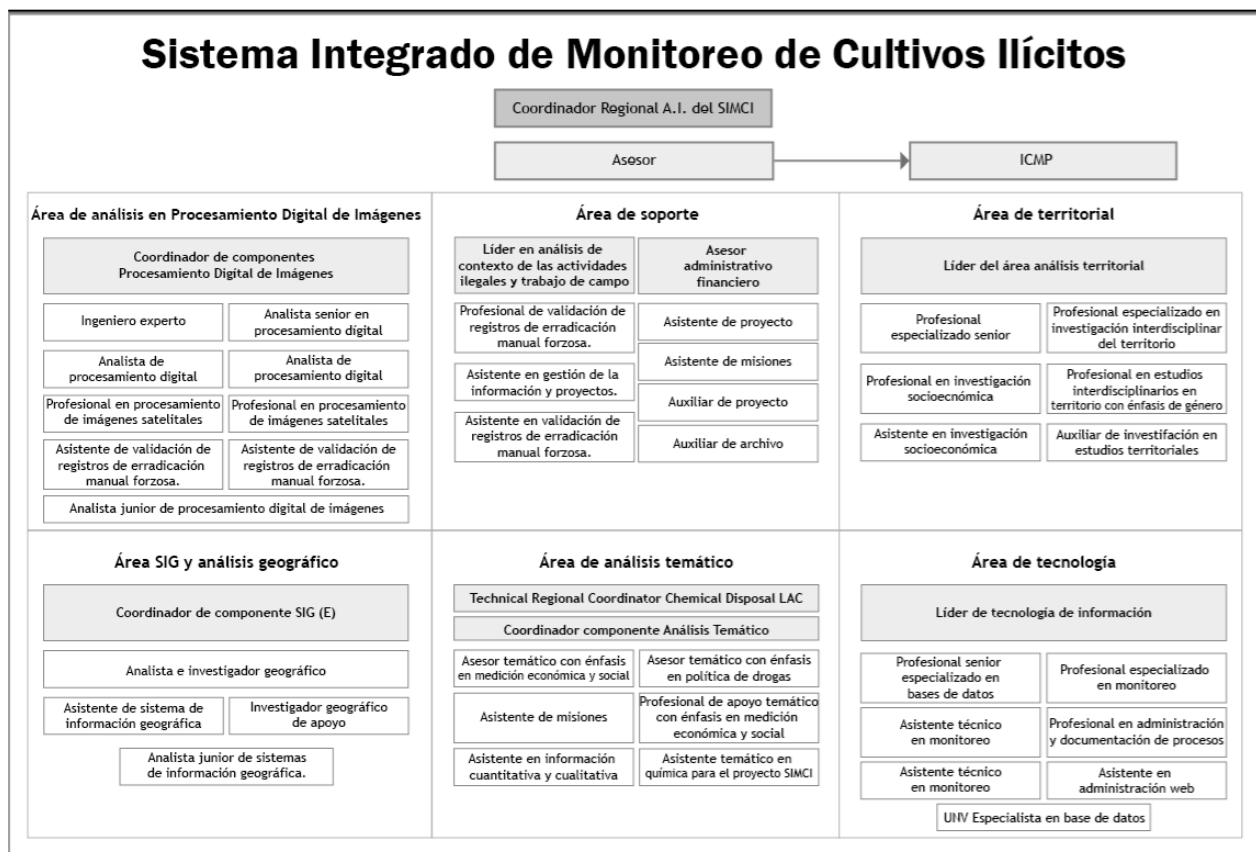 Sistema Integrado de Monitoreo de Cultivos Ilícitos
Coordinador Regional A.I. del SIMCI
Asesor
ICMP
Área de análisis en Procesamiento Digital de Imágenes
Coordinador de componentes
Procesamiento Digital de Imágenes
Ingeniero experto
Analista senior en
procesamiento digital
Analista de
procesamiento digital
Analista de
procesamiento digital
Profesional en procesamiento
de imágenes satelitales
Profesional en procesamiento
de imágenes satelitales
Asistente de validación de
registros de erradicación
manual forzosa.
Asistente de validación de
registros de erradicación
manual forzosa.
Analista junior de procesamiento digital de imágenes
Área de soporte
Líder en análisis de
contexto de las actividades
ilegales y trabajo de campo
Asesor
administrativo
financiero
Profesional de validación de
registros de erradicación
manual forzosa.
Asistente en gestión de la
información y proyectos.
Asistente en validación de
registros de erradicación
manual forzosa.
Asistente de proyecto
Asistente de misiones
Auxiliar de proyecto
Auxiliar de archivo
Área de territorial
Líder del área análisis territorial
Profesional
especializado senior
Profesional especializado en
investigación interdisciplinar
del territorio
Profesional en investigación
socioecnómica
Profesional en estudios
interdisciplinarios en
territorio con énfasis de género
Asistente en investigación
socioeconómica
Auxiliar de investifación en
estudios territoriales
Área SIG y análisis geográfico
Coordinador de componente SIG (E)
Analista e investigador geográfico
Asistente de sistema de
información geográfica
Investigador geográfico
de apoyo
Analista junior de sistemas
de información geográfica.
Área de análisis temático
Technical Regional Coordinator Chemical Disposal LAC
Coordinador componente Análisis Temático
Asesor temático con énfasis
en medición económica y social
Asesor temático con énfasis
en política de drogas
Asistente de misiones
Profesional de apoyo temático
con énfasis en medición
económica y social
Asistente en información
cuantitativa y cualitativa
Asistente temático en
química para el proyecto SIMCI
Área de tecnología
Líder de tecnología de información
Profesional senior
especializado en
bases de datos
Profesional especializado
en monitoreo
Asistente técnico
en monitoreo
Profesional en administración
y documentación de procesos
Asistente técnico
en monitoreo
Asistente en
administración web
UNV Especialista en base de datos